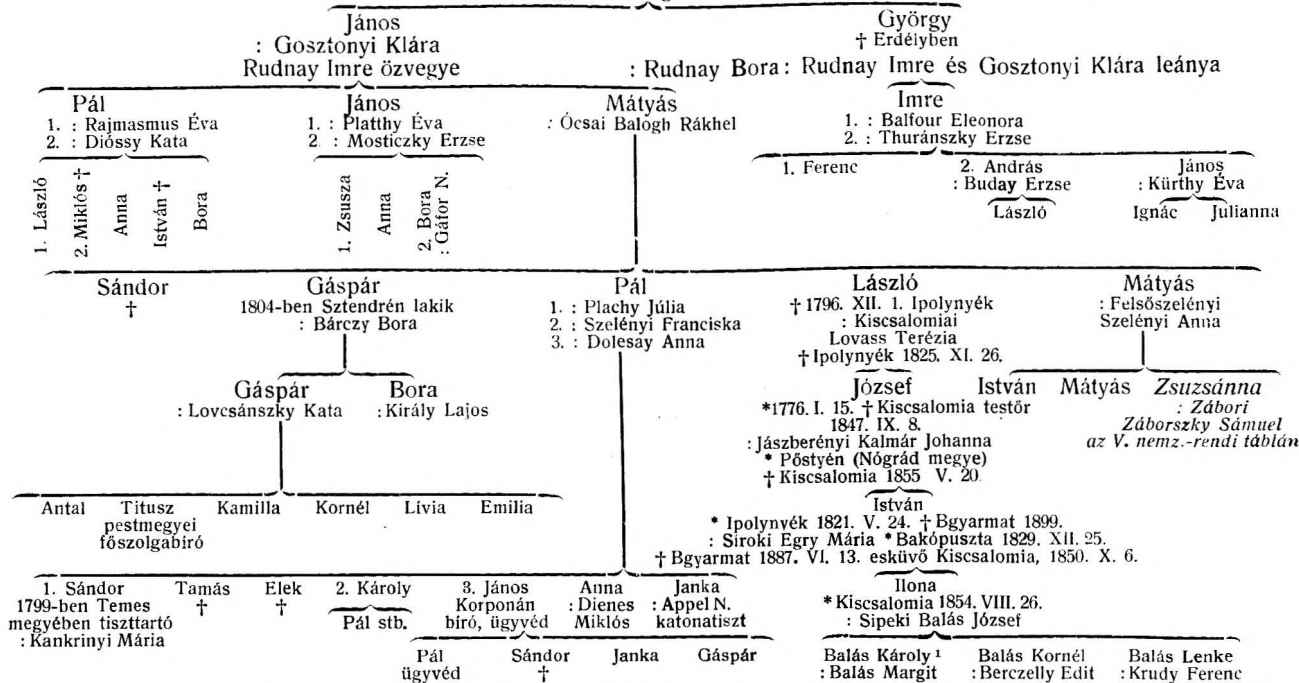 János
: Gosztonyi Klára
Rudnay Imre özvegye
György
† Erdélyben
: Rudnay Bora : Rudnay Imre és Gosztonyi Klára leánya
Pál
1. : Rajmasmus Éva
2. : Dióssy Kata
János
1. : Platthy Éva
2. : Mosticzky Erzse
Mátyás
: Ócsai Balogh Rákhel
Imre
1. : Balfour Eleonora
2. : Thuránszky Erzse
1. László
2. Miklós †
Anna
István †
Bora
1. Zsusza
Anna
2. Bora
: Gáfor N.
1. Ferenc
2. András
: Buday Erzse
László
János
: Kürthy Éva
Ignác
Julianna
Sándor
†
Gáspár
1804-ben Sztendrén lakik
: Bárczy Bora
Pál
1. : Plachy Júlia
2. : Szelényi Franciska
3. : Dolesay Anna
László
† 1796. XII. 1. Ipolynyék
: Kiscsalomiai
Lovass Terézia
† Ipolynyék 1825. XI. 26.
Mátyás
: Felsőszelényi
Szelényi Anna
Gáspár
: Lovcsánszky Kata
Bora
: Király Lajos
József
*1776. I. 15. † Kiscsalomia testőr
1847. IX. 8.
: Jászberényi Kalmár Johanna
* Pőstyén (Nógrád megye)
† Kiscsalomia 1855 V. 20.
István
Mátyás
Zsuzsánna
: Zábori
Záborszky Sámuel
az V. nemz.-rendi táblán
Antal
Titusz
pestmegyei
főszolgabíró
Kamilla
Kornél
Lívia
Emilia
István
* Ipolynyék 1821. V. 24. † Bgyarmat 1899.
: Siroki Egry Mária * Bakópuszta 1829. XII. 25.
† Bgyarmat 1887. VI. 13. esküvő Kiscsalomia, 1850. X. 6.
1. Sándor
1799-ben Temes
megyében tiszttartó
: Kankrinyi Mária
Tamás
†
Elek
†
2. Károly
Pál stb.
3. János
Korponán
bíró, ügyvéd
Anna
: Dienes
Miklós
Janka
: Appel N.
katonatiszt
Ilona
* Kiscsalomia 1854. VIII. 26.
: Sipeki Balás József
Pál
ügyvéd
Sándor
†
Janka
Gáspár
Balás Károly ¹
: Balás Margit
Balás Kornél
: Berczelly Edit
Balás Lenke
: Krudy Ferenc